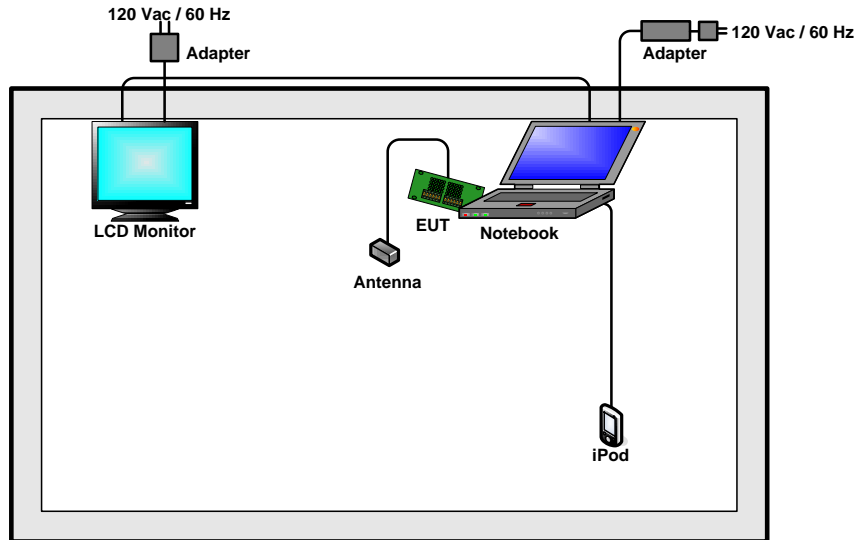 120 Vac / 60 Hz
Adapter
120 Vac / 60 Hz
Adapter
LCD Monitor
EUT
Notebook
Antenna
iPod